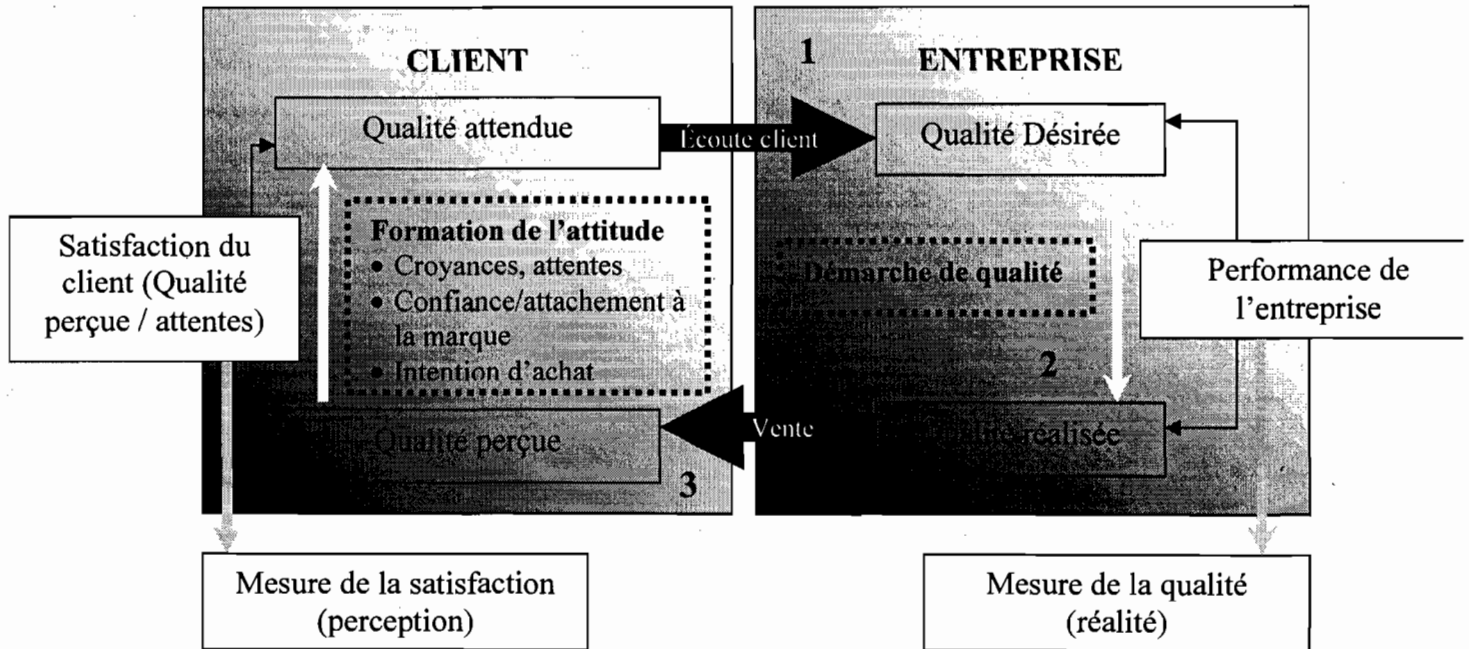 CLIENT
Qualité attendue
Écoute client
1
ENTREPRISE
Qualité Désirée
Satisfaction du
client (Qualité
perçue / attentes)
Formation de l'attitude
• Croyances, attentes
• Confiance/attachement à
la marque
• Intention d'achat
Démarche de qualité
Performance de
l'entreprise
2
Qualité perçue
3
Vente
réalisée
Mesure de la satisfaction
(perception)
Mesure de la qualité
(réalité)